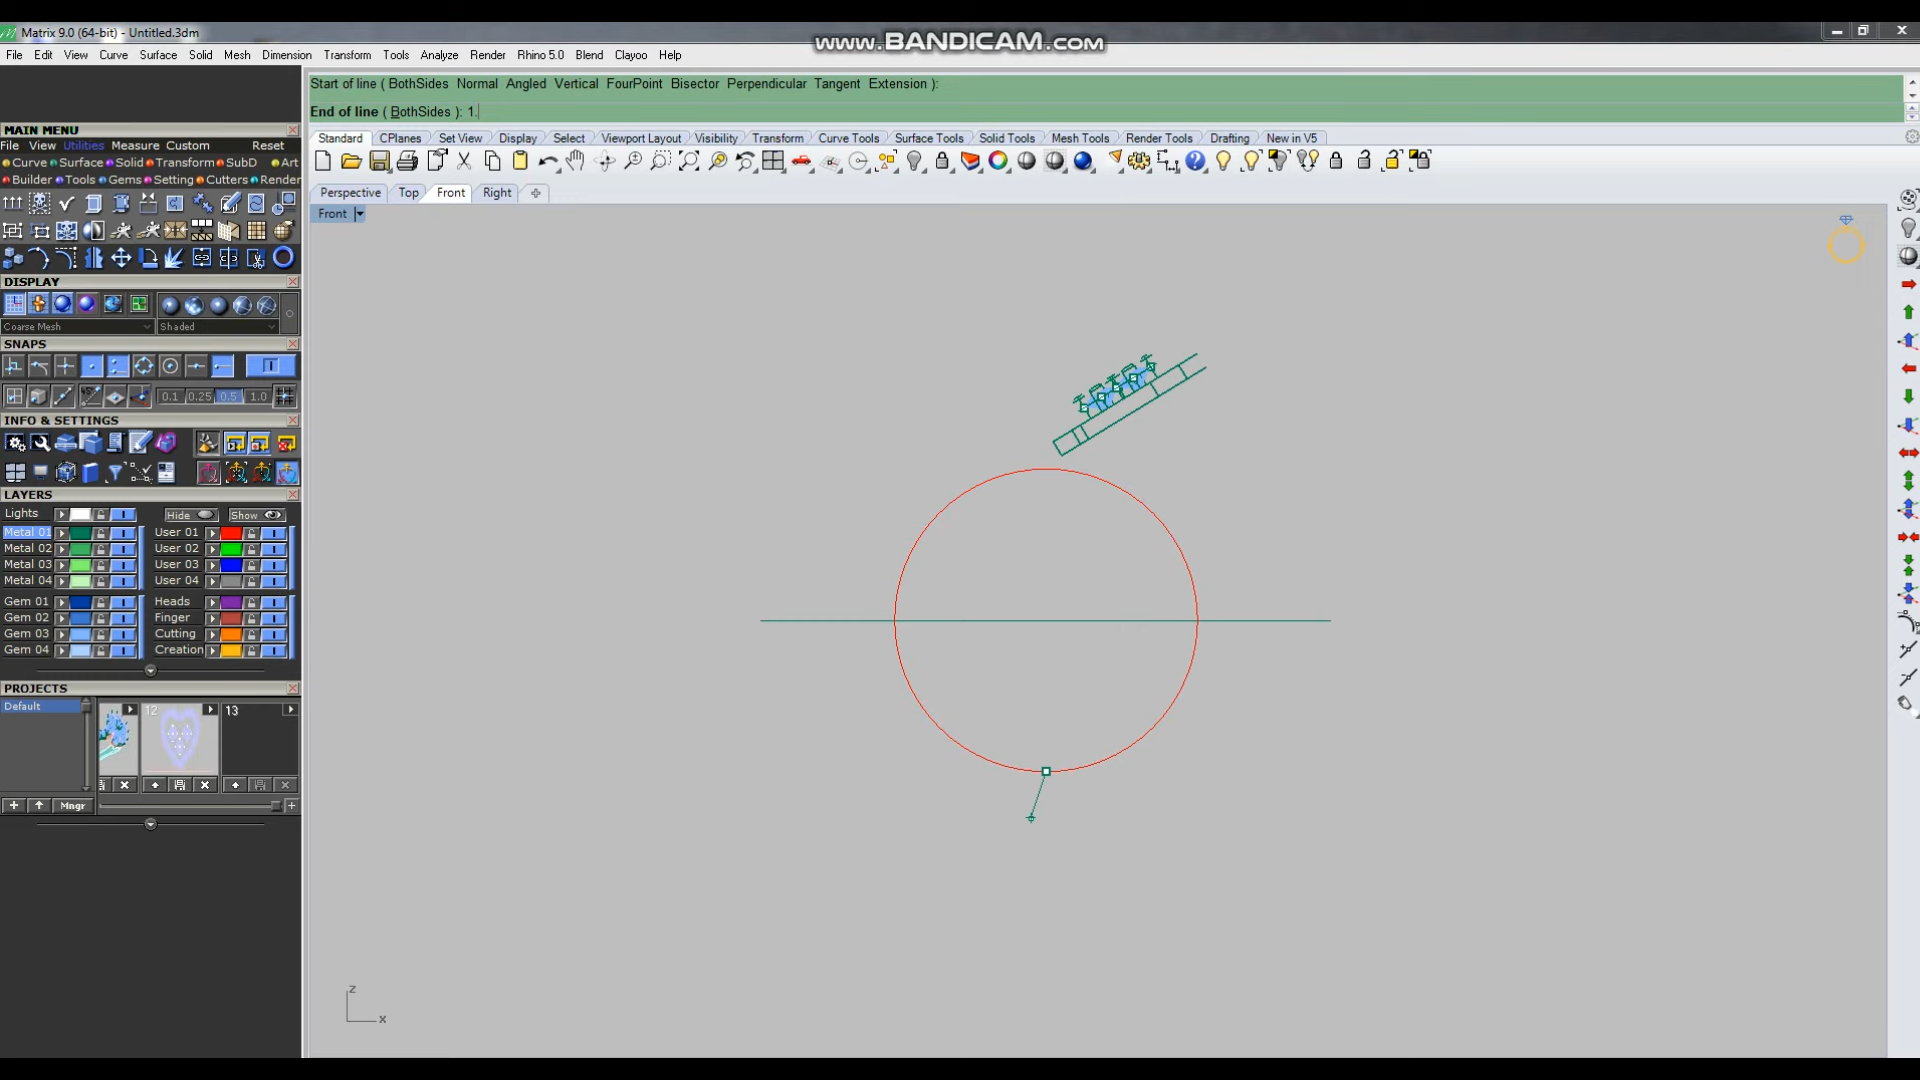 Matrix 9.0 (64-bit) - Untitled.3dm
www.BANDICAM.com
File Edit View Curve Surface Solid Mesh Dimension Transform Tools Analyze Render Rhino 5.0 Blend Clayoo Help
Start of line ( BothSides Normal Angled Vertical FourPoint Bisector Perpendicular Tangent Extension ):
End of line ( BothSides ): 1.
Standard CPlanes Set View Display Select Viewport Layout Visibility Transform Curve Tools Surface Tools Solid Tools Mesh Tools Render Tools Drafting New in V5
MAIN MENU
File View Utilities Measure Custom Reset
Curve Surface Solid Transform SubD Art
Builder Tools Gems Setting Cutters Render
Perspective Top Front Right
Front
DISPLAY
Coarse Mesh Shaded
SNAPS
0.1 0.25 0.5 1.0
INFO & SETTINGS
LAYERS
Lights Hide Show
Metal 01 User 01
Metal 02 User 02
Metal 03 User 03
Metal 04 User 04
Gem 01 Heads
Gem 02 Finger
Gem 03 Cutting
Gem 04 Creation
PROJECTS
Default 12 13
Mngr
z
x